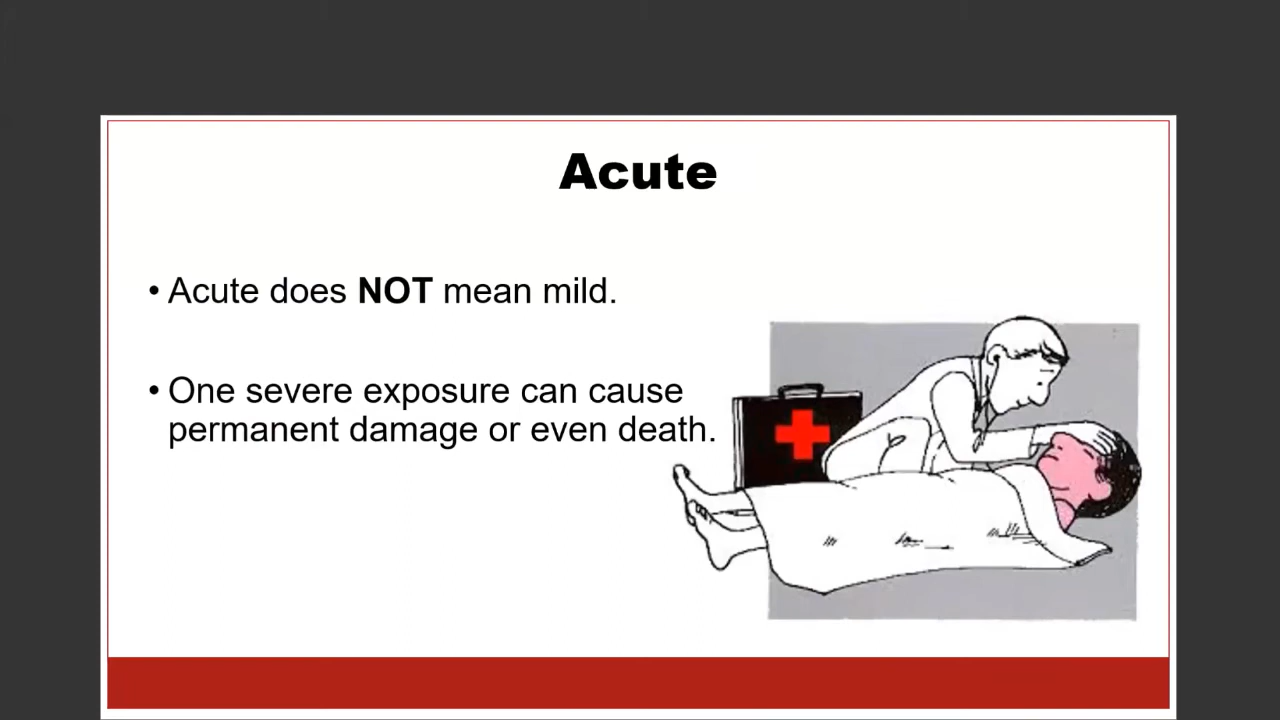 Acute
• Acute does NOT mean mild.
• One severe exposure can cause
permanent damage or even death.